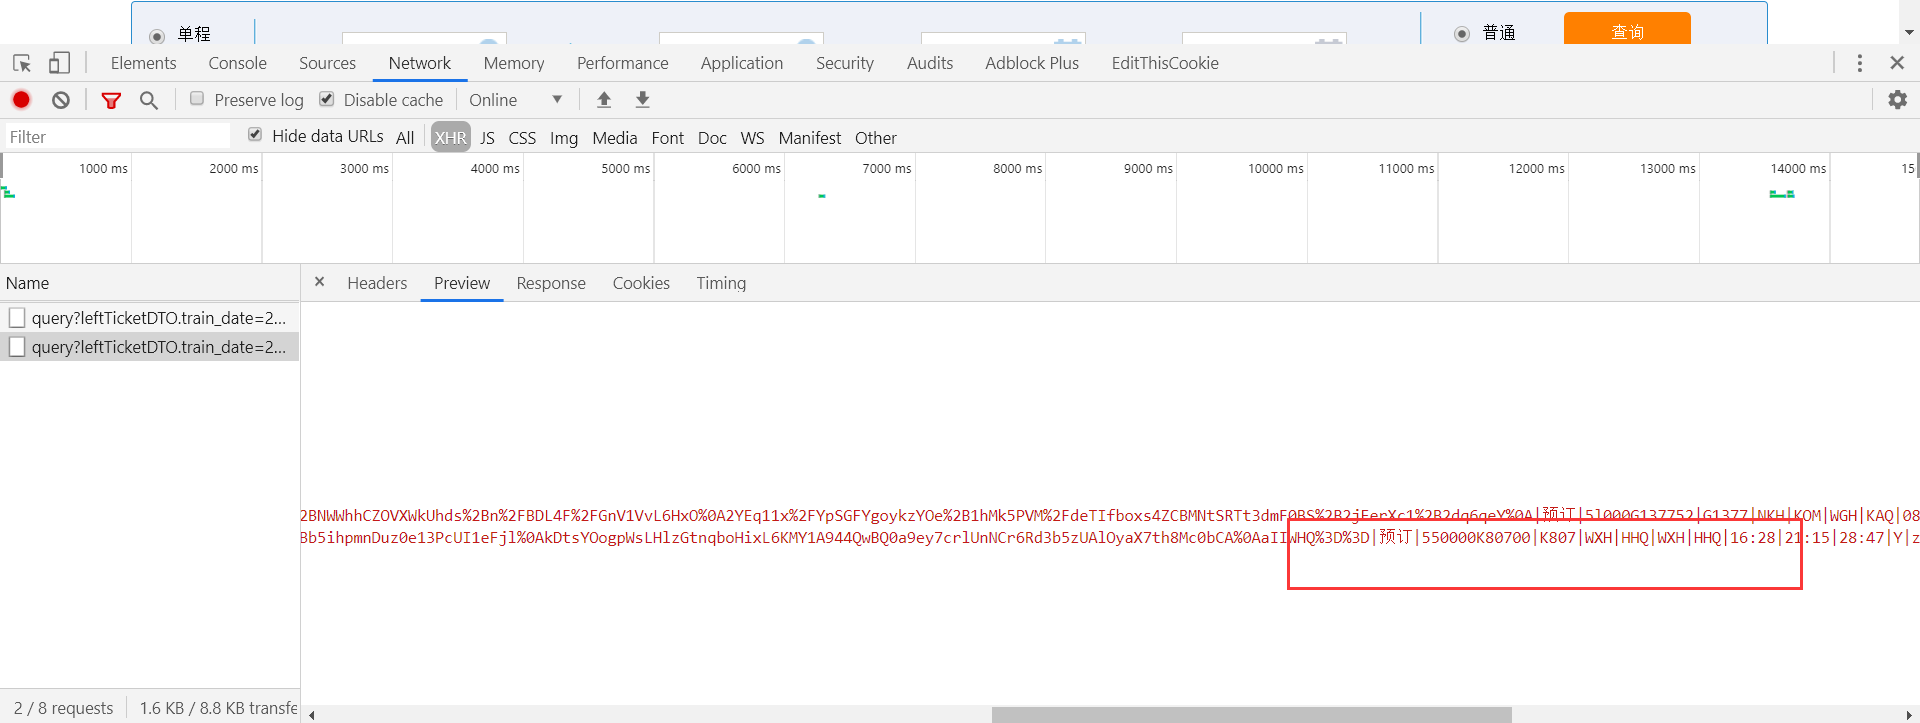 单程 普通 查询
Elements Console Sources Network Memory Performance Application Security Audits Adblock Plus EditThisCookie
Preserve log Disable cache Online
Filter Hide data URLs All XHR JS CSS Img Media Font Doc WS Manifest Other
1000 ms 2000 ms 3000 ms 4000 ms 5000 ms 6000 ms 7000 ms 8000 ms 9000 ms 10000 ms 11000 ms 12000 ms 13000 ms 14000 ms 15
Name × Headers Preview Response Cookies Timing
query?leftTicketDTO.train_date=2...
query?leftTicketDTO.train_date=2...
2BNWWhhCZOVXWkUhds%2Bn%2FBDL4F%2FGnV1VvL6HxO%0A2YEq11x%2FYpSGFYgoykzYOe%2B1hMk5PVM%2FdeTIfboxs4ZCBMNtSRTt3dmF0BS%2B2jFerXc1%2B2dq6qeY%0A|预订|5l000G137752|G1377|NKH|KOM|WGH|KAQ|08
Bb5ihpmnDuz0e13PcUI1eFjl%0AkDtsYOogpWsLHlzGtnqboHixL6KMY1A944QwBQ0a9ey7crlUnNCr6Rd3b5zUAlOyaX7th8Mc0bCA%0AaIIWHQ%3D%3D|预订|550000K80700|K807|WXH|HHQ|WXH|HHQ|16:28|21:15|28:47|Y|z
2 / 8 requests 1.6 KB / 8.8 KB transfe